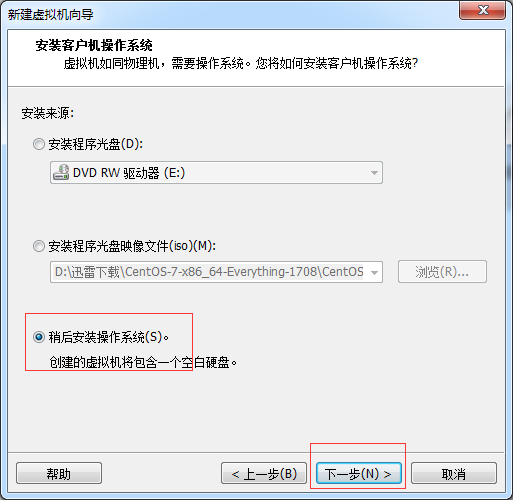 新建虚拟机向导
安装客户机操作系统
虚拟机如同物理机，需要操作系统。您将如何安装客户机操作系统?
安装来源:
安装程序光盘(D):
DVD RW 驱动器 (E:)
安装程序光盘映像文件(iso)(M):
D:\迅雷下载\CentOS-7-x86_64-Everything-1708\CentOS
浏览(R)...
稍后安装操作系统(S)。
创建的虚拟机将包含一个空白硬盘。
帮助
< 上一步(B)
下一步(N) >
取消